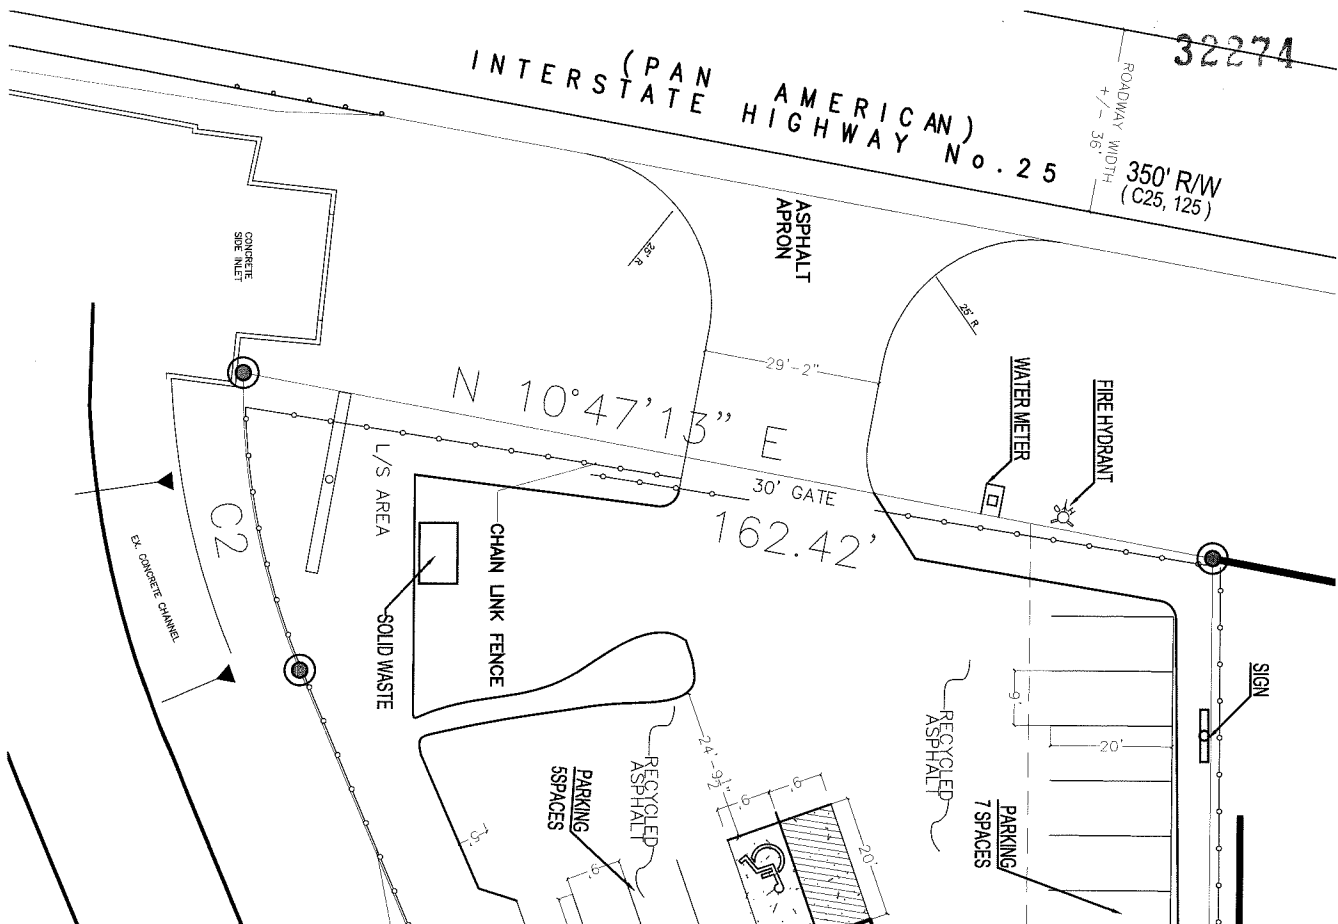 32274
(PAN AMERICAN)
INTERSTATE HIGHWAY No.25
ROADWAY WIDTH
+/- 36'
350' R/W
(C25, 125)
ASPHALT
APRON
25' R
25' R
CONCRETE
SIDE INLET
29'-2"
WATER METER
FIRE HYDRANT
N 10°47'13" E
30' GATE
162.42'
L/S AREA
C2
EX. CONCRETE CHANNEL
SOLID WASTE
CHAIN LINK FENCE
SIGN
9'
20'
RECYCLED
ASPHALT
24'-9½"
RECYCLED
ASPHALT
PARKING
5SPACES
PARKING
7 SPACES
9'
9'
20'
9'